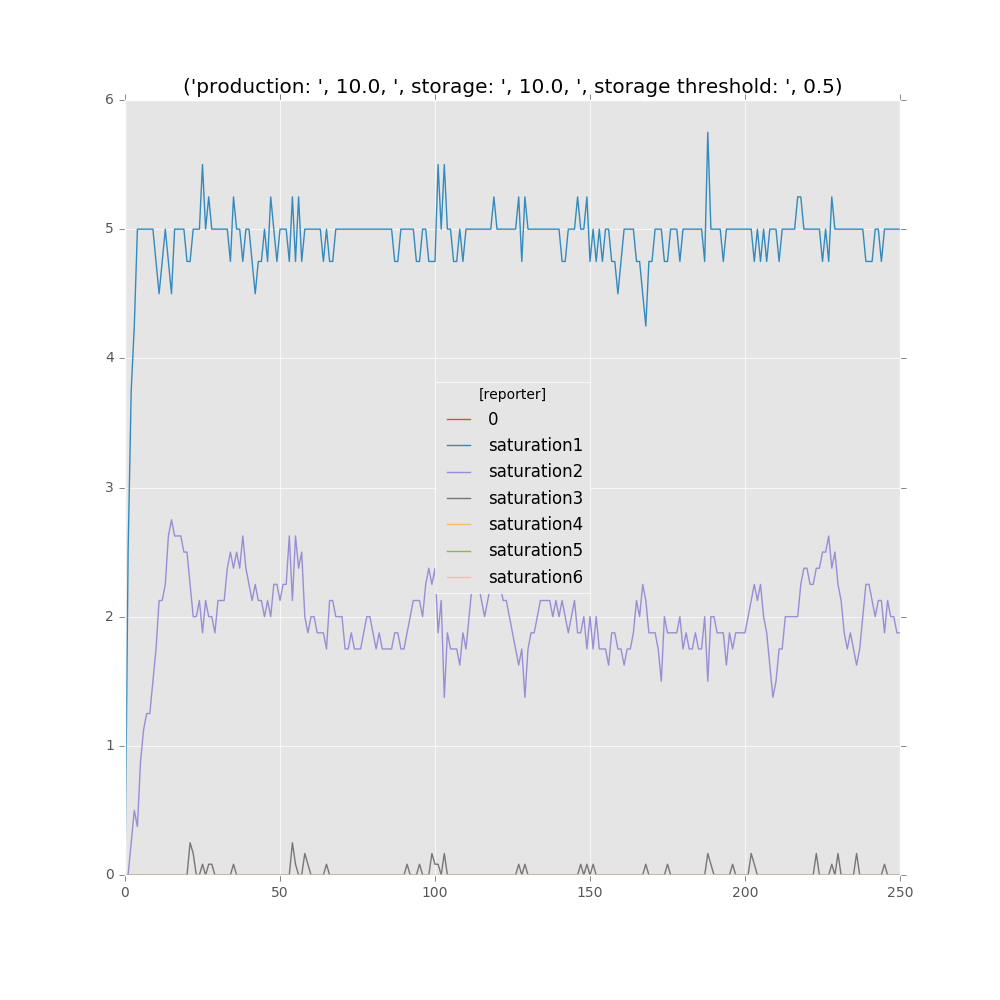 ('production: ', 10.0, ', storage: ', 10.0, ', storage threshold: ', 0.5)
6
5
4
3
2
1
0
[reporter]
0
saturation1
saturation2
saturation3
saturation4
saturation5
saturation6
0 50 100 150 200 250